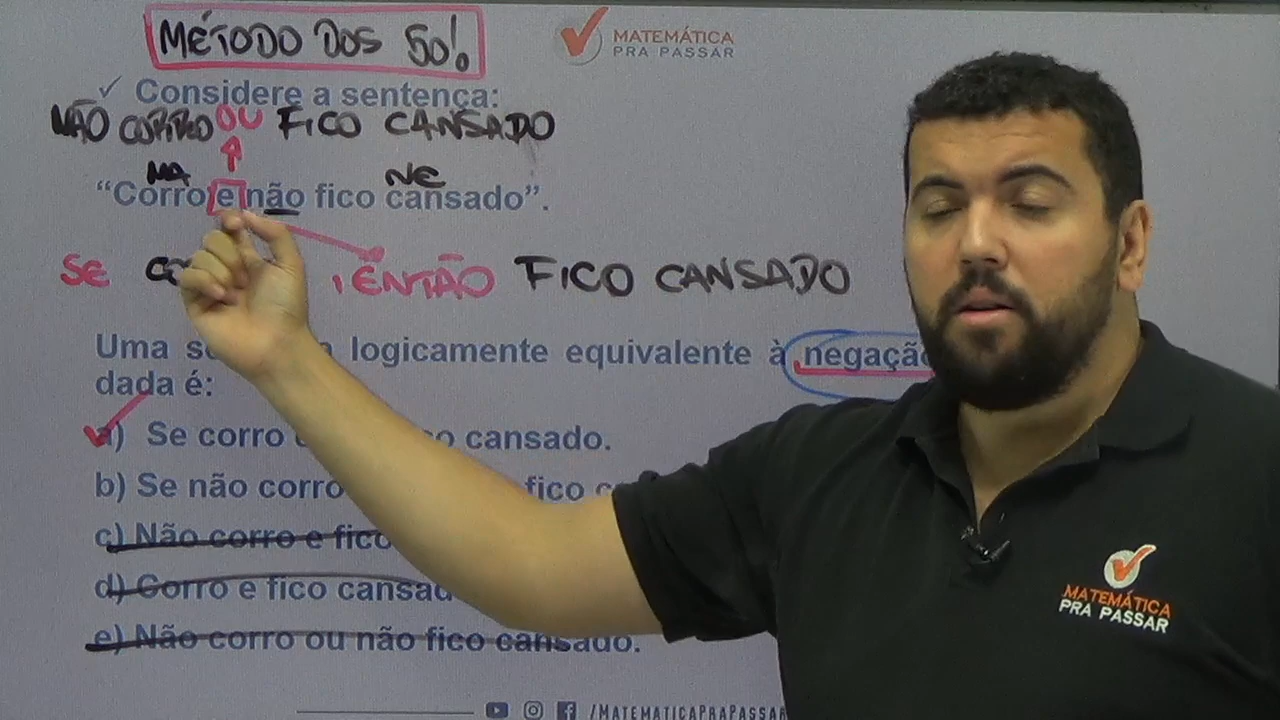 MÉTODO DOS 50!
MATEMÁTICA
PRA PASSAR
✓ Considere a sentença:
NÃO CORRO OU FICO CANSADO
MA NE
“Corro e não fico cansado”.
SE , ENTÃO FICO CANSADO
Uma logicamente equivalente à negação
dada é:
a) Se corro cansado.
b) Se não corro fico
c) Não corro e fico
d) Corro e fico
e) Não corro ou não fico cansado.
MATEMÁTICA
PRA PASSAR
/MATEMATICAPRAPASSAR